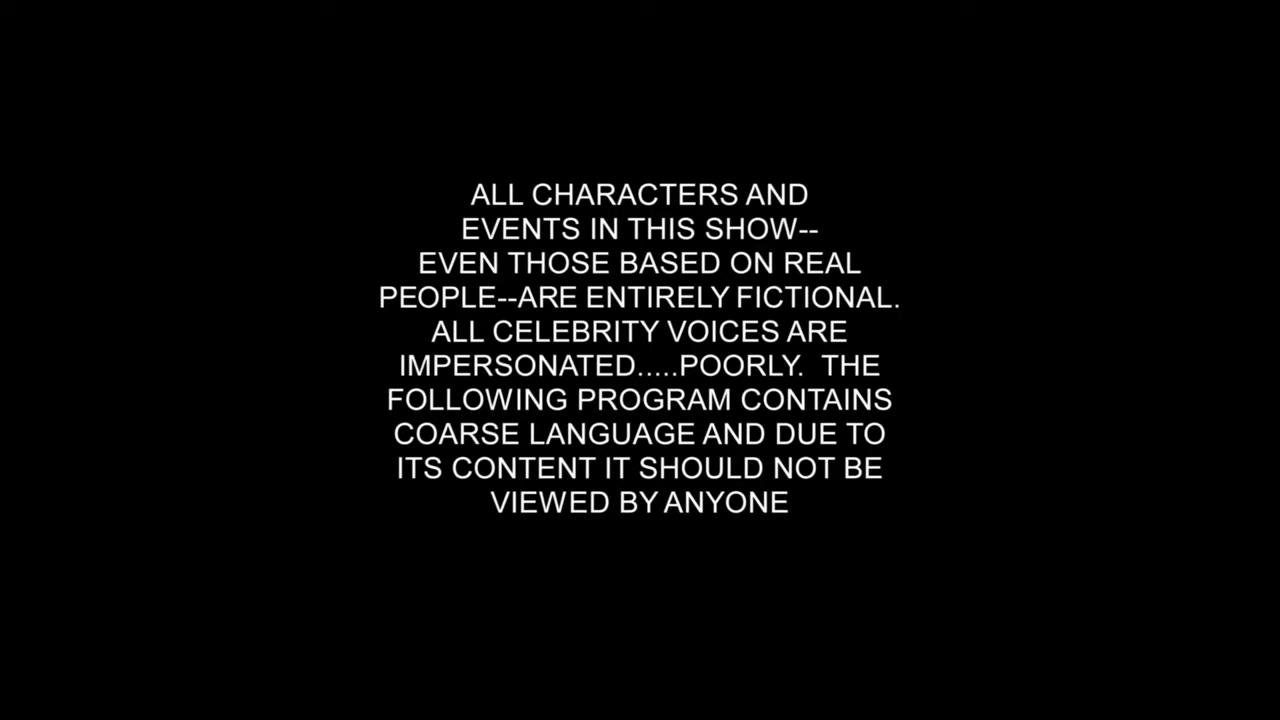 ALL CHARACTERS AND
EVENTS IN THIS SHOW--
EVEN THOSE BASED ON REAL
PEOPLE--ARE ENTIRELY FICTIONAL.
ALL CELEBRITY VOICES ARE
IMPERSONATED.....POORLY.  THE
FOLLOWING PROGRAM CONTAINS
COARSE LANGUAGE AND DUE TO
ITS CONTENT IT SHOULD NOT BE
VIEWED BY ANYONE